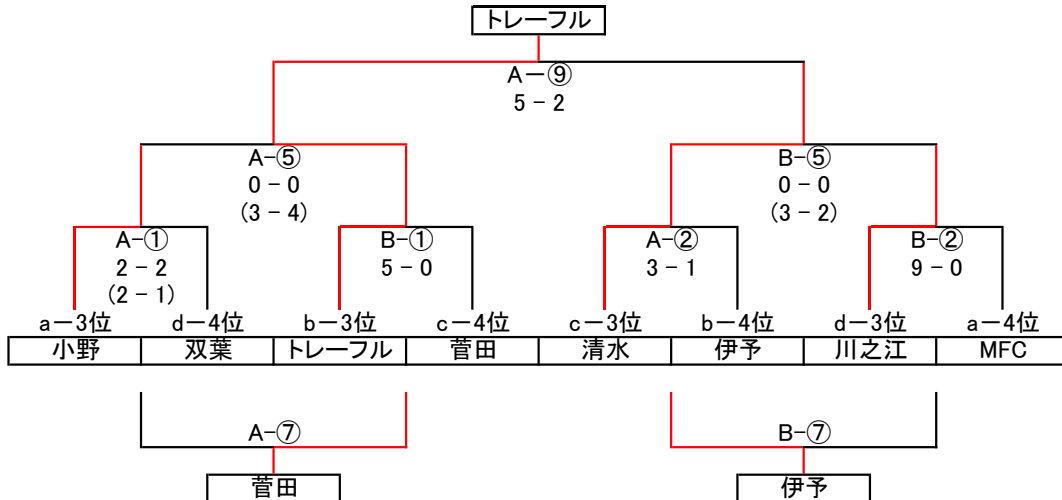 トレーフル
A－⑨
5 － 2
A-⑤ B-⑤
0 － 0 0 － 0
(3 － 4) (3 － 2)
A-① B-① A-② B-②
2 － 2 5 － 0 3 － 1 9 － 0
(2 － 1)
a－3位 d－4位 b－3位 c－4位 c－3位 b－4位 d－3位 a－4位
小野 双葉 トレーフル 菅田 清水 伊予 川之江 MFC
A-⑦ B-⑦
菅田 伊予